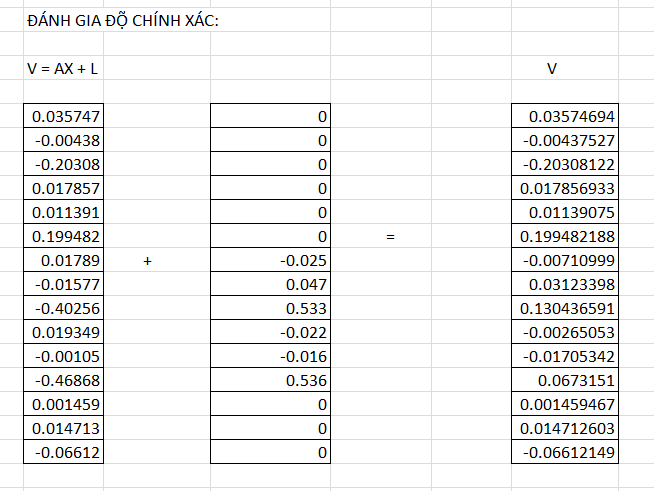 ĐÁNH GIA ĐỘ CHÍNH XÁC:
V = AX + L V
0.035747 0 0.03574694
-0.00438 0 -0.00437527
-0.20308 0 -0.20308122
0.017857 0 0.017856933
0.011391 0 0.01139075
0.199482 0 = 0.199482188
0.01789 + -0.025 -0.00710999
-0.01577 0.047 0.03123398
-0.40256 0.533 0.130436591
0.019349 -0.022 -0.00265053
-0.00105 -0.016 -0.01705342
-0.46868 0.536 0.0673151
0.001459 0 0.001459467
0.014713 0 0.014712603
-0.06612 0 -0.06612149